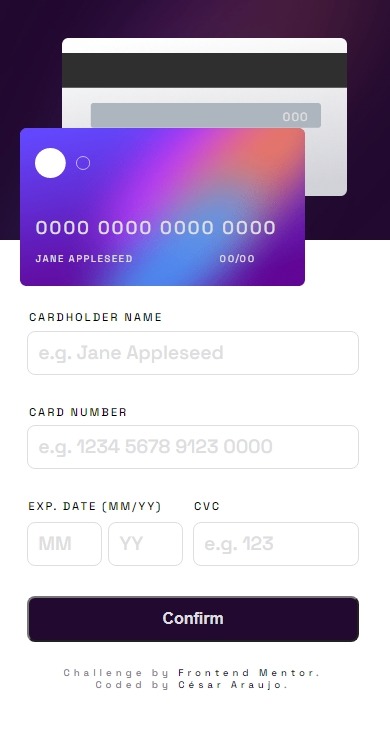 000
0000 0000 0000 0000
JANE APPLESEED 00/00
CARDHOLDER NAME
e.g. Jane Appleseed
CARD NUMBER
e.g. 1234 5678 9123 0000
EXP. DATE (MM/YY) CVC
MM YY e.g. 123
Confirm
Challenge by Frontend Mentor.
Coded by César Araujo.